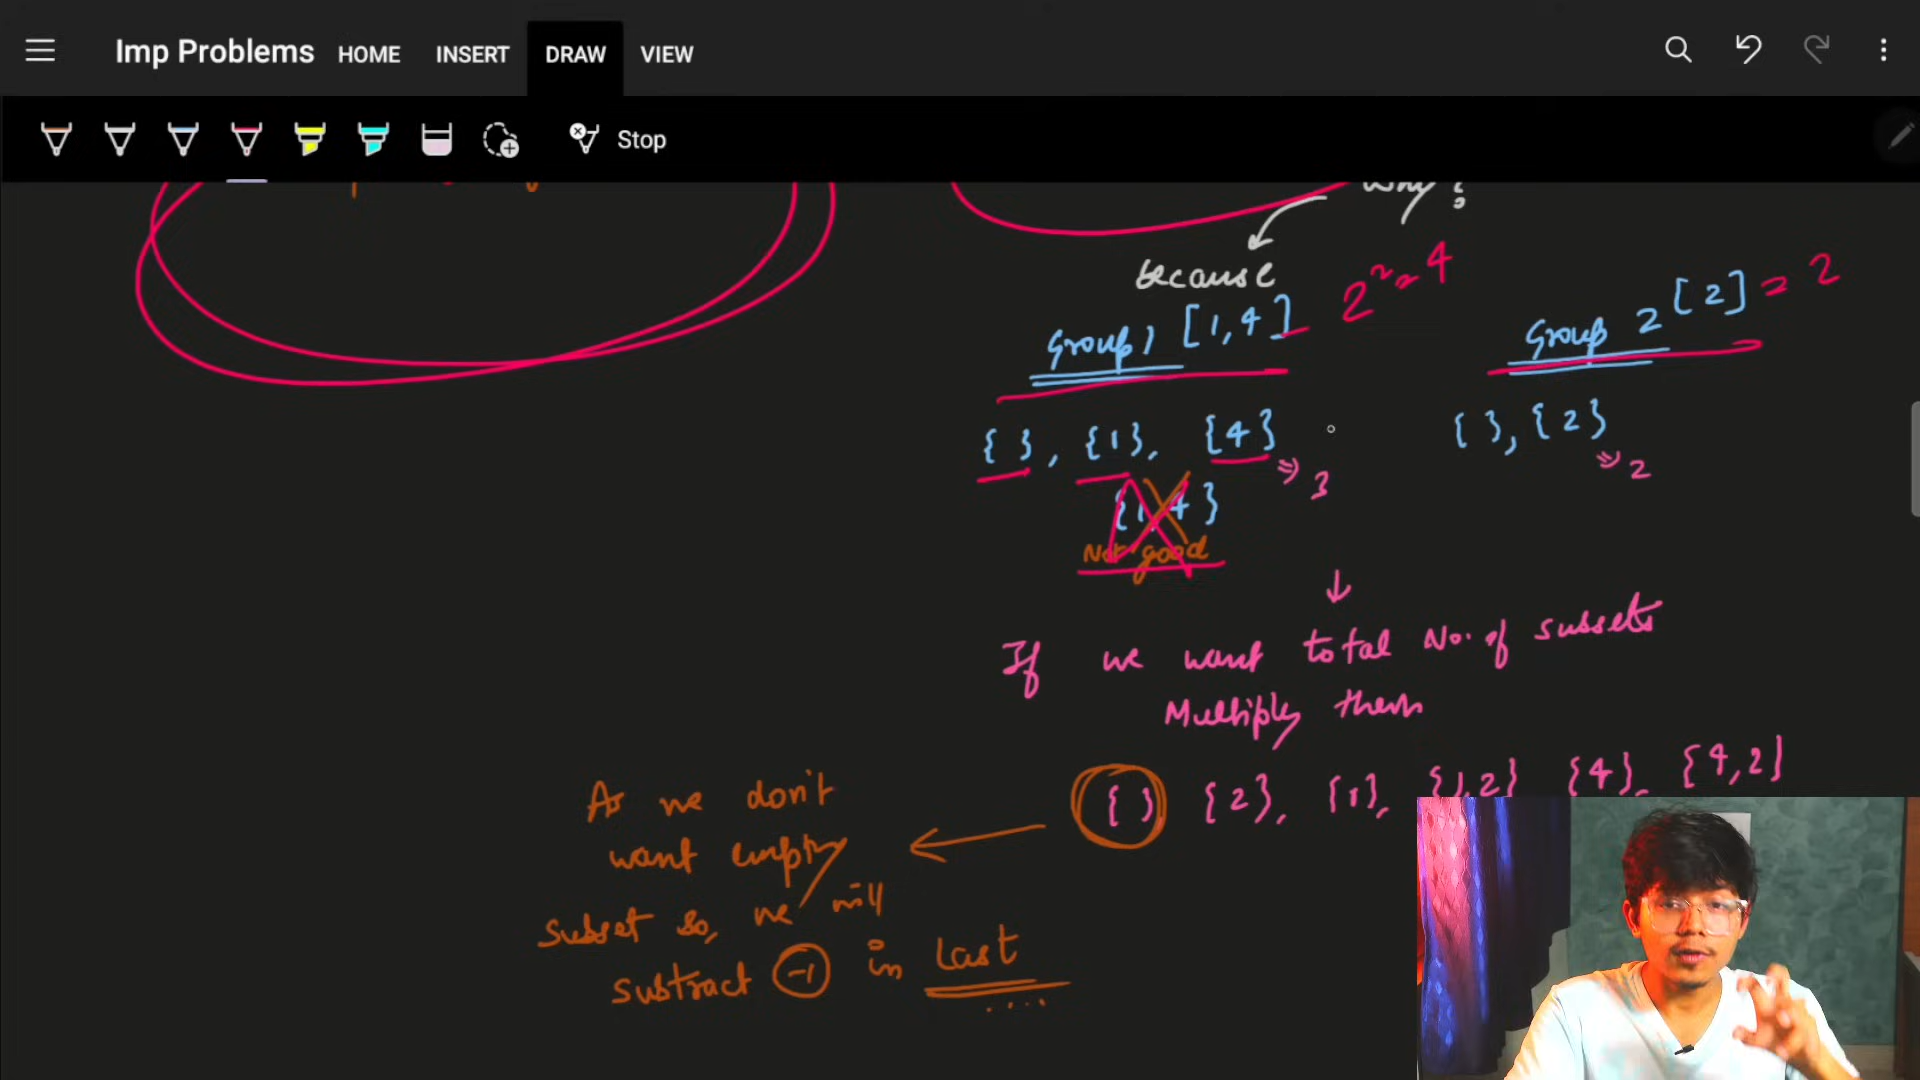 Imp Problems HOME INSERT DRAW VIEW
Stop
Why?
because
2² = 4
Group 1 [1,4]
Group 2 [2] = 2
{ }, {1}, {4} => 3
{ }, {2} => 2
{1,4}
Not good
If we want total No. of subsets
Multiply them
{ } {2}, {1}, {1,2} {4}, {4,2}
As we don't
want empty
subset so, we will
subtract -1 in last
....